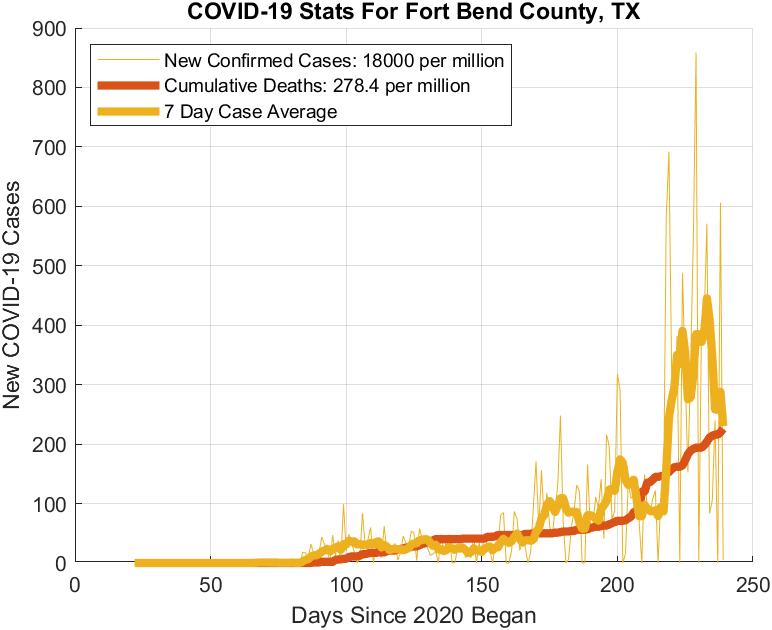 COVID-19 Stats For Fort Bend County, TX
900
800
700
600
500
400
300
200
100
0
New COVID-19 Cases
New Confirmed Cases: 18000 per million
Cumulative Deaths: 278.4 per million
7 Day Case Average
0 50 100 150 200 250
Days Since 2020 Began